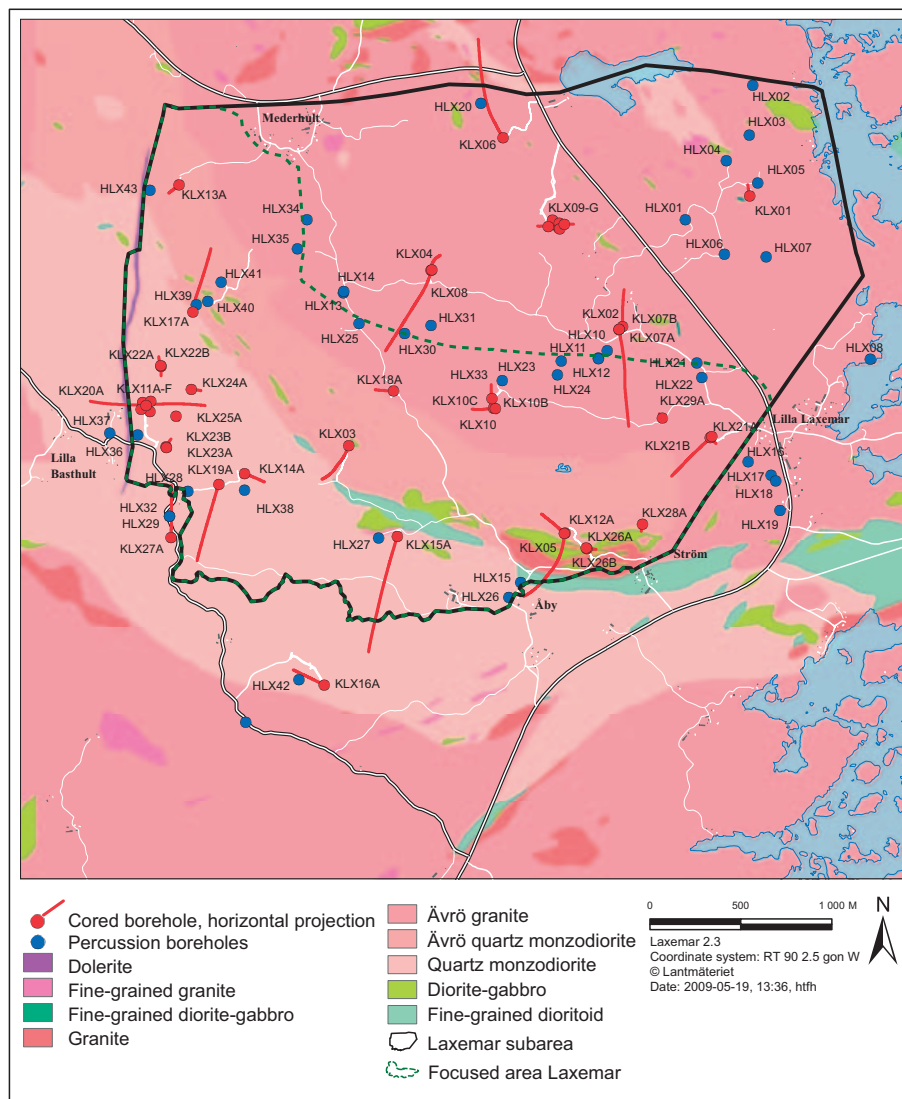 HLX20
HLX02
Mederhult
HLX03
KLX06
HLX04
HLX05
HLX43
KLX13A
KLX09-G
HLX01
KLX01
HLX34
HLX35
HLX06
HLX07
KLX04
HLX41
HLX14
HLX39
HLX40
KLX08
HLX13
KLX17A
KLX02
KLX07B
HLX31
HLX10
KLX07A
HLX25
HLX30
HLX11
HLX08
KLX22A
KLX22B
HLX33
HLX23
HLX12
HLX21
HLX24
HLX22
KLX20A
KLX11A-F
KLX24A
KLX18A
KLX10C
KLX10B
KLX29A
KLX10
KLX25A
HLX37
KLX21A
Lilla Laxemar
KLX23B
KLX03
KLX21B
HLX36
KLX23A
Lilla
Basthult
KLX19A
KLX14A
HLX16
HLX28
HLX17
HLX18
HLX32
HLX38
HLX19
HLX29
KLX12A
KLX28A
KLX27A
HLX27
KLX15A
KLX05
KLX26A
Ström
KLX26B
HLX15
HLX26
Åby
HLX42
KLX16A
Cored borehole, horizontal projection
Percussion boreholes
Dolerite
Fine-grained granite
Fine-grained diorite-gabbro
Granite
Ävrö granite
Ävrö quartz monzodiorite
Quartz monzodiorite
Diorite-gabbro
Fine-grained dioritoid
Laxemar subarea
Focused area Laxemar
0 500 1 000 M
N
Laxemar 2.3
Coordinate system: RT 90 2.5 gon W
© Lantmäteriet
Date: 2009-05-19, 13:36, htfh